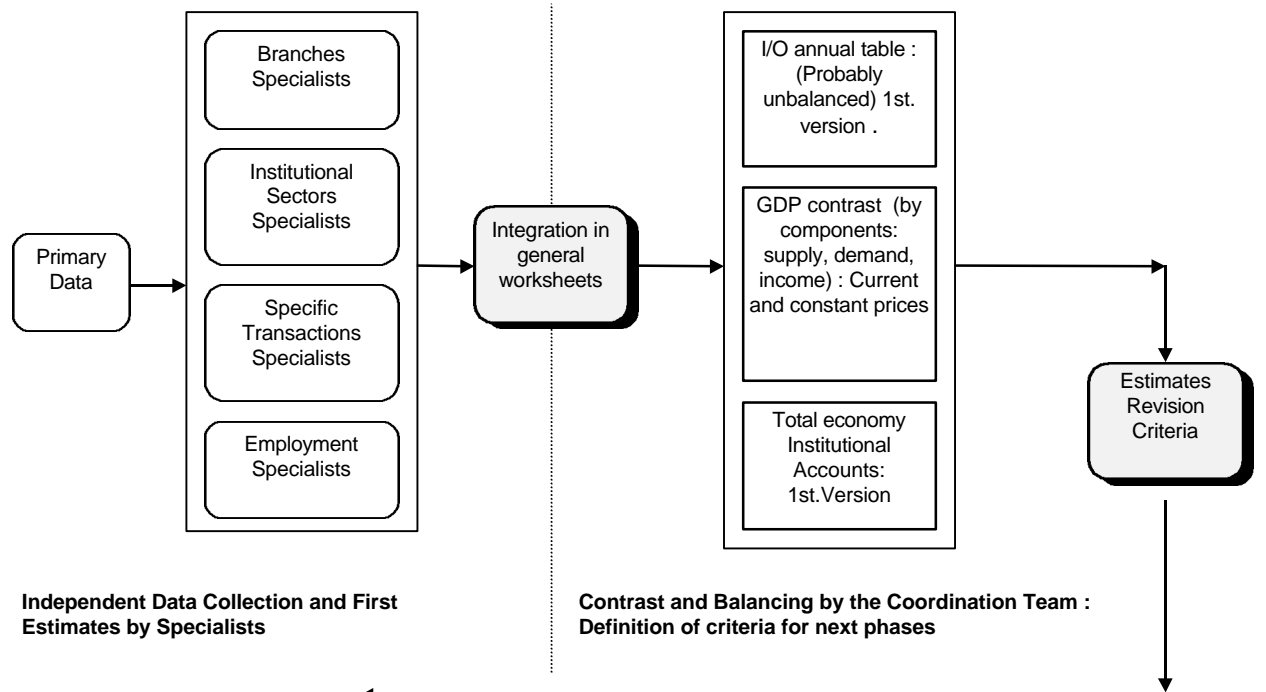 Primary
Data
Branches
Specialists
Institutional
Sectors
Specialists
Specific
Transactions
Specialists
Employment
Specialists
Integration in
general
worksheets
I/O annual table :
(Probably
unbalanced) 1st.
version .
GDP contrast (by
components:
supply, demand,
income) : Current
and constant prices
Total economy
Institutional
Accounts:
1st.Version
Estimates
Revision
Criteria
Independent Data Collection and First
Estimates by Specialists
Contrast and Balancing by the Coordination Team :
Definition of criteria for next phases